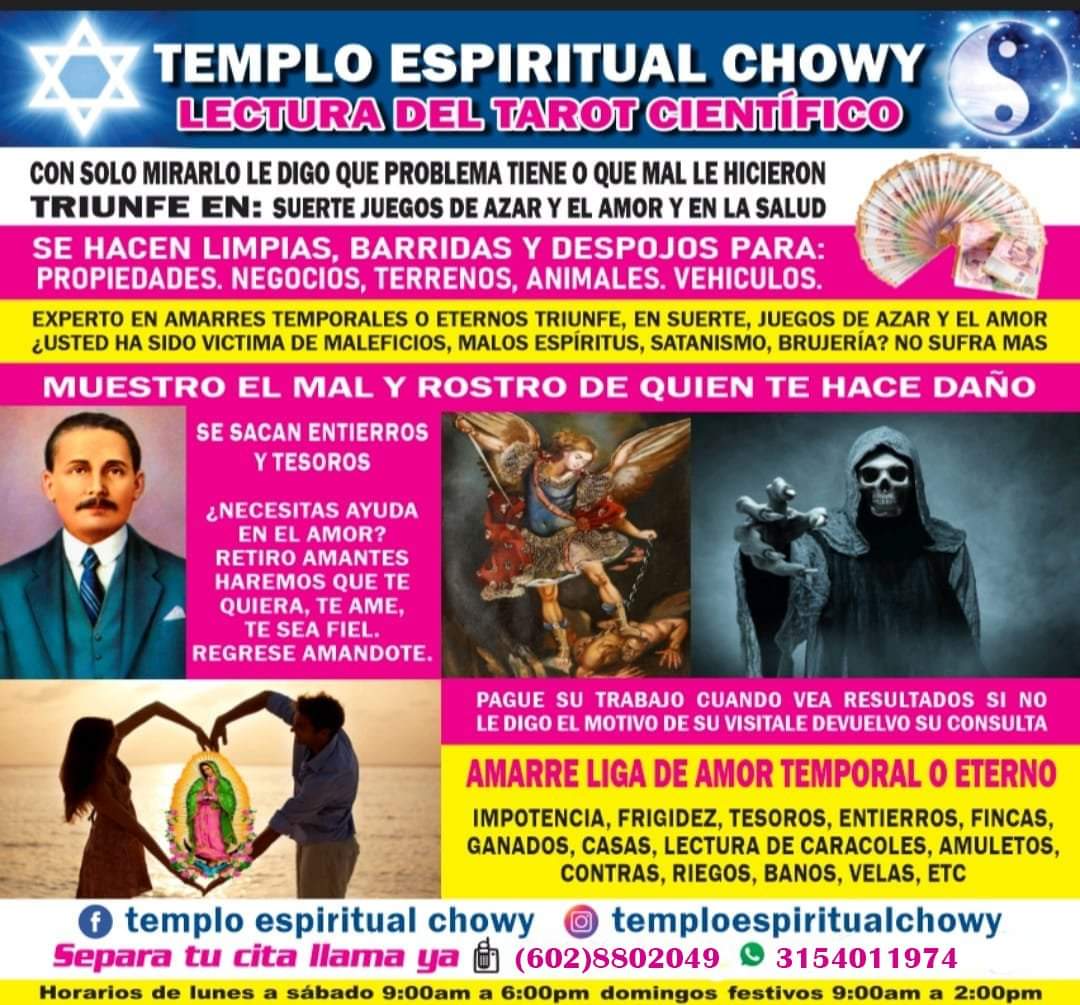 TEMPLO ESPIRITUAL CHOWY
LECTURA DEL TAROT CIENTÍFICO
CON SOLO MIRARLO LE DIGO QUE PROBLEMA TIENE O QUE MAL LE HICIERON
TRIUNFE EN: SUERTE JUEGOS DE AZAR Y EL AMOR Y EN LA SALUD
SE HACEN LIMPIAS, BARRIDAS Y DESPOJOS PARA:
PROPIEDADES. NEGOCIOS, TERRENOS, ANIMALES. VEHICULOS.
EXPERTO EN AMARRES TEMPORALES O ETERNOS TRIUNFE, EN SUERTE, JUEGOS DE AZAR Y EL AMOR
¿USTED HA SIDO VICTIMA DE MALEFICIOS, MALOS ESPÍRITUS, SATANISMO, BRUJERÍA? NO SUFRA MAS
MUESTRO EL MAL Y ROSTRO DE QUIEN TE HACE DAÑO
SE SACAN ENTIERROS
Y TESOROS
¿NECESITAS AYUDA
EN EL AMOR?
RETIRO AMANTES
HAREMOS QUE TE
QUIERA, TE AME,
TE SEA FIEL.
REGRESE AMANDOTE.
PAGUE SU TRABAJO CUANDO VEA RESULTADOS SI NO
LE DIGO EL MOTIVO DE SU VISITALE DEVUELVO SU CONSULTA
AMARRE LIGA DE AMOR TEMPORAL O ETERNO
IMPOTENCIA, FRIGIDEZ, TESOROS, ENTIERROS, FINCAS,
GANADOS, CASAS, LECTURA DE CARACOLES, AMULETOS,
CONTRAS, RIEGOS, BANOS, VELAS, ETC
templo espiritual chowy temploespiritualchowy
Separa tu cita llama ya (602)8802049 3154011974
Horarios de lunes a sábado 9:00am a 6:00pm domingos festivos 9:00am a 2:00pm